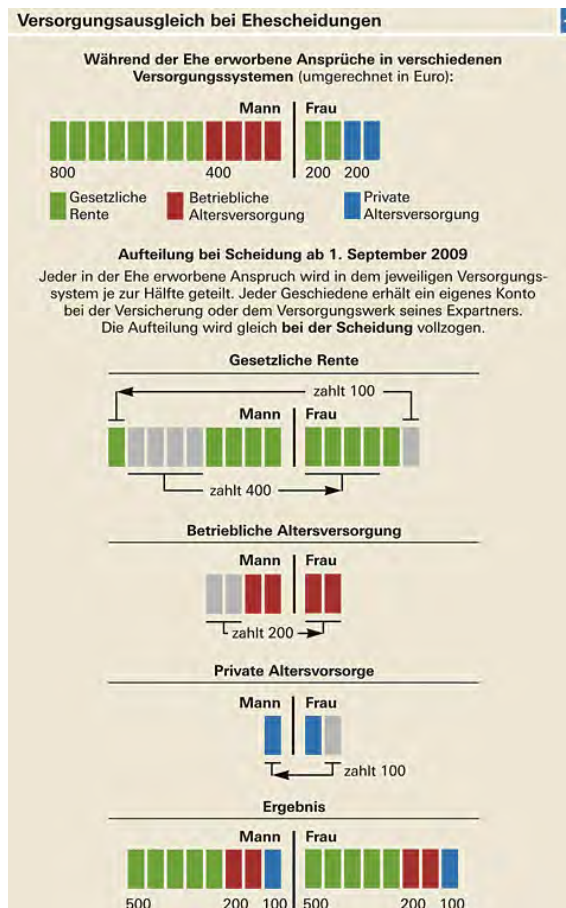 Versorgungsausgleich bei Ehescheidungen
Während der Ehe erworbene Ansprüche in verschiedenen
Versorgungssystemen (umgerechnet in Euro):
Mann Frau
800 400 200 200
Gesetzliche Rente
Betriebliche Altersversorgung
Private Altersversorgung
Aufteilung bei Scheidung ab 1. September 2009
Jeder in der Ehe erworbene Anspruch wird in dem jeweiligen Versorgungs-
system je zur Hälfte geteilt. Jeder Geschiedene erhält ein eigenes Konto
bei der Versicherung oder dem Versorgungswerk seines Expartners.
Die Aufteilung wird gleich bei der Scheidung vollzogen.
Gesetzliche Rente
zahlt 100
Mann Frau
zahlt 400
Betriebliche Altersversorgung
Mann Frau
zahlt 200
Private Altersvorsorge
Mann Frau
zahlt 100
Ergebnis
Mann Frau
500 200 100 500 200 100